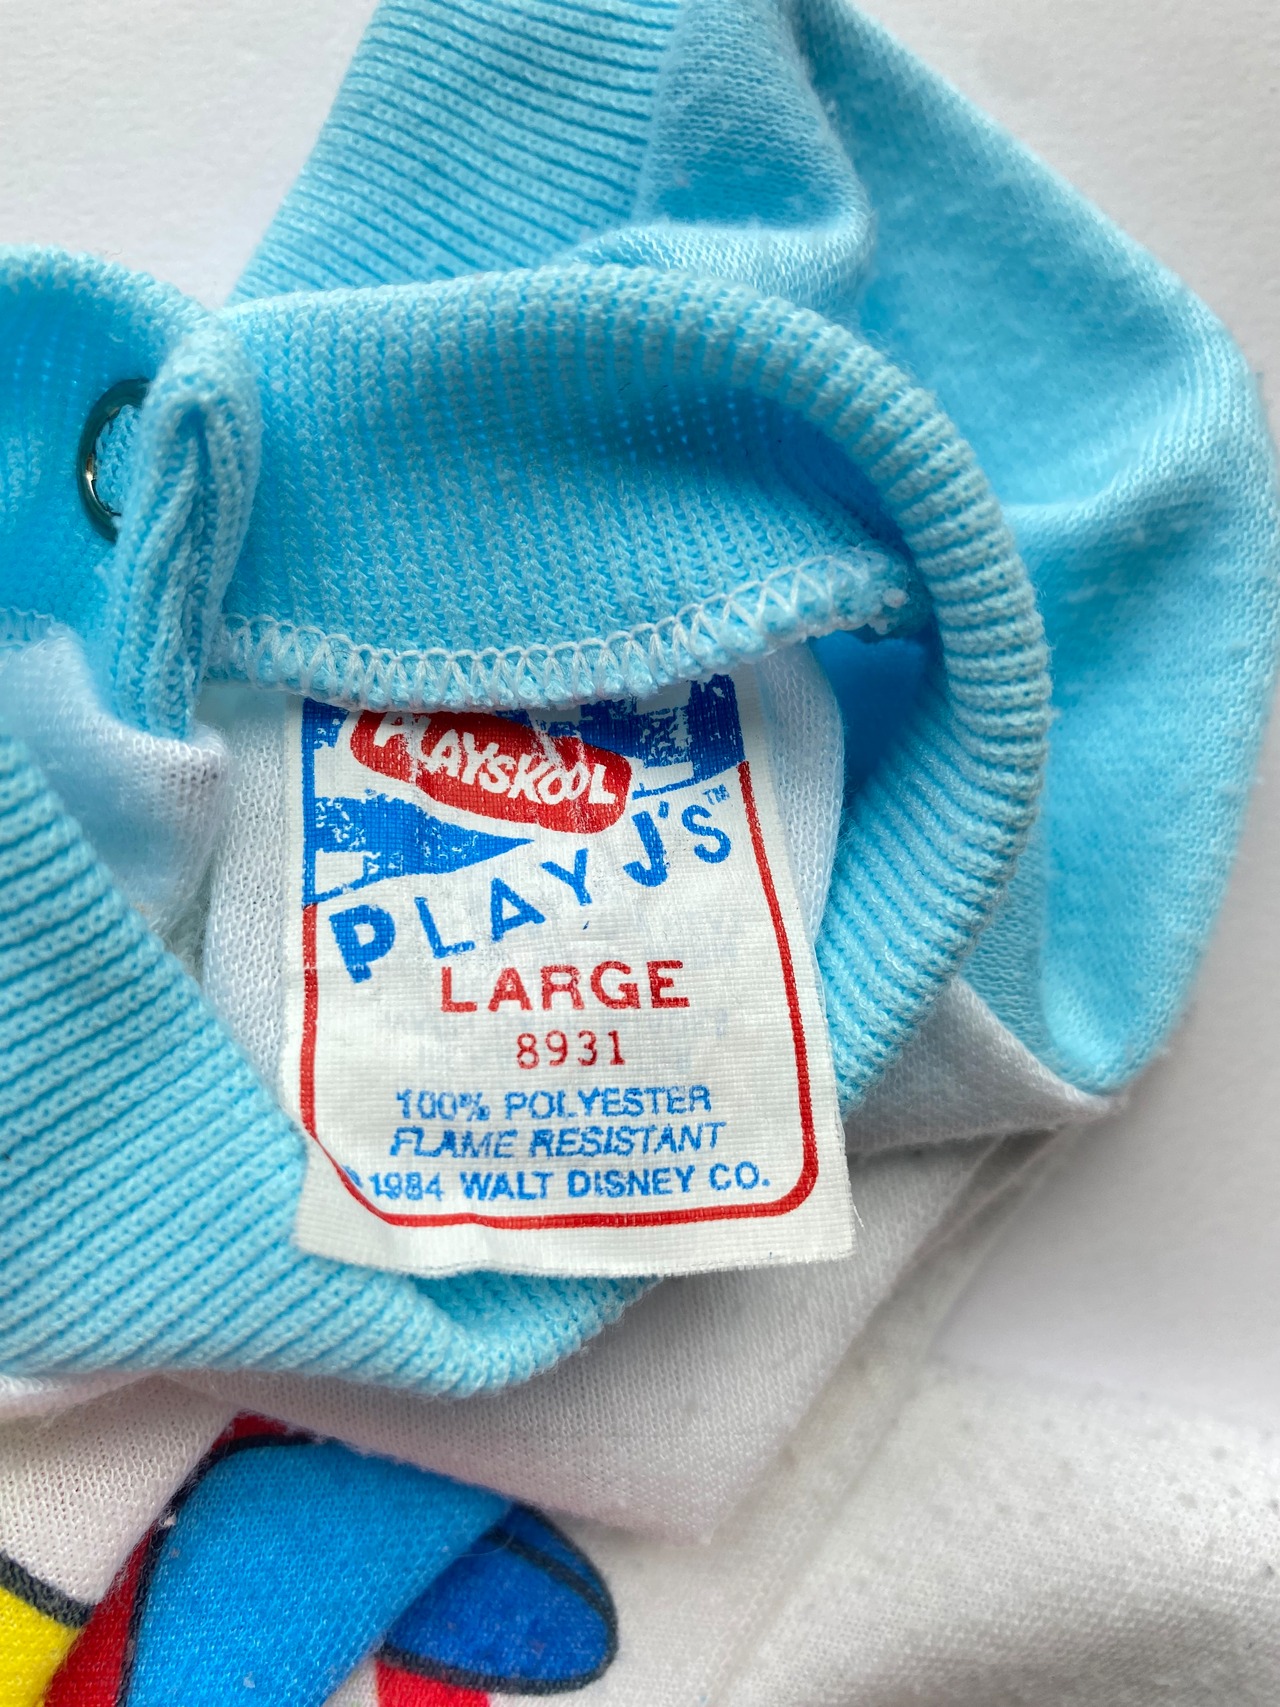 PLAYSKOOL
PLAY J'S™
LARGE
8931
100% POLYESTER
FLAME RESISTANT
©1984 WALT DISNEY CO.